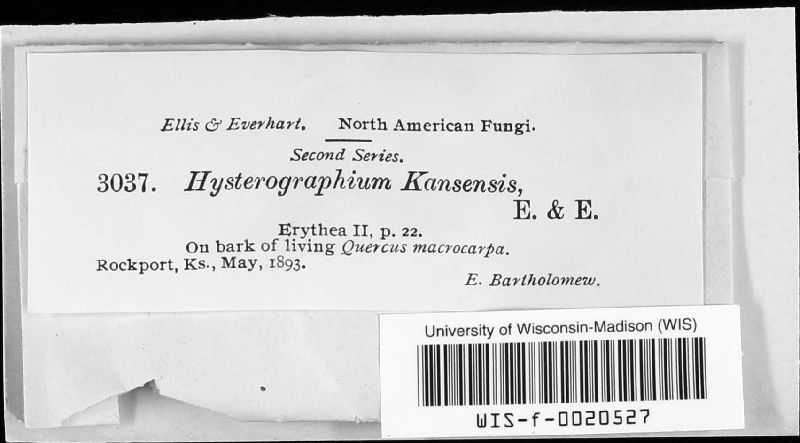 Ellis & Everhart. North American Fungi.
Second Series.
3037. Hysterographium Kansensis,
E. & E.
Erythea II, p. 22.
On bark of living Quercus macrocarpa.
Rockport, Ks., May, 1893.
E. Bartholomew.
University of Wisconsin-Madison (WIS)
WIS-f-0020527